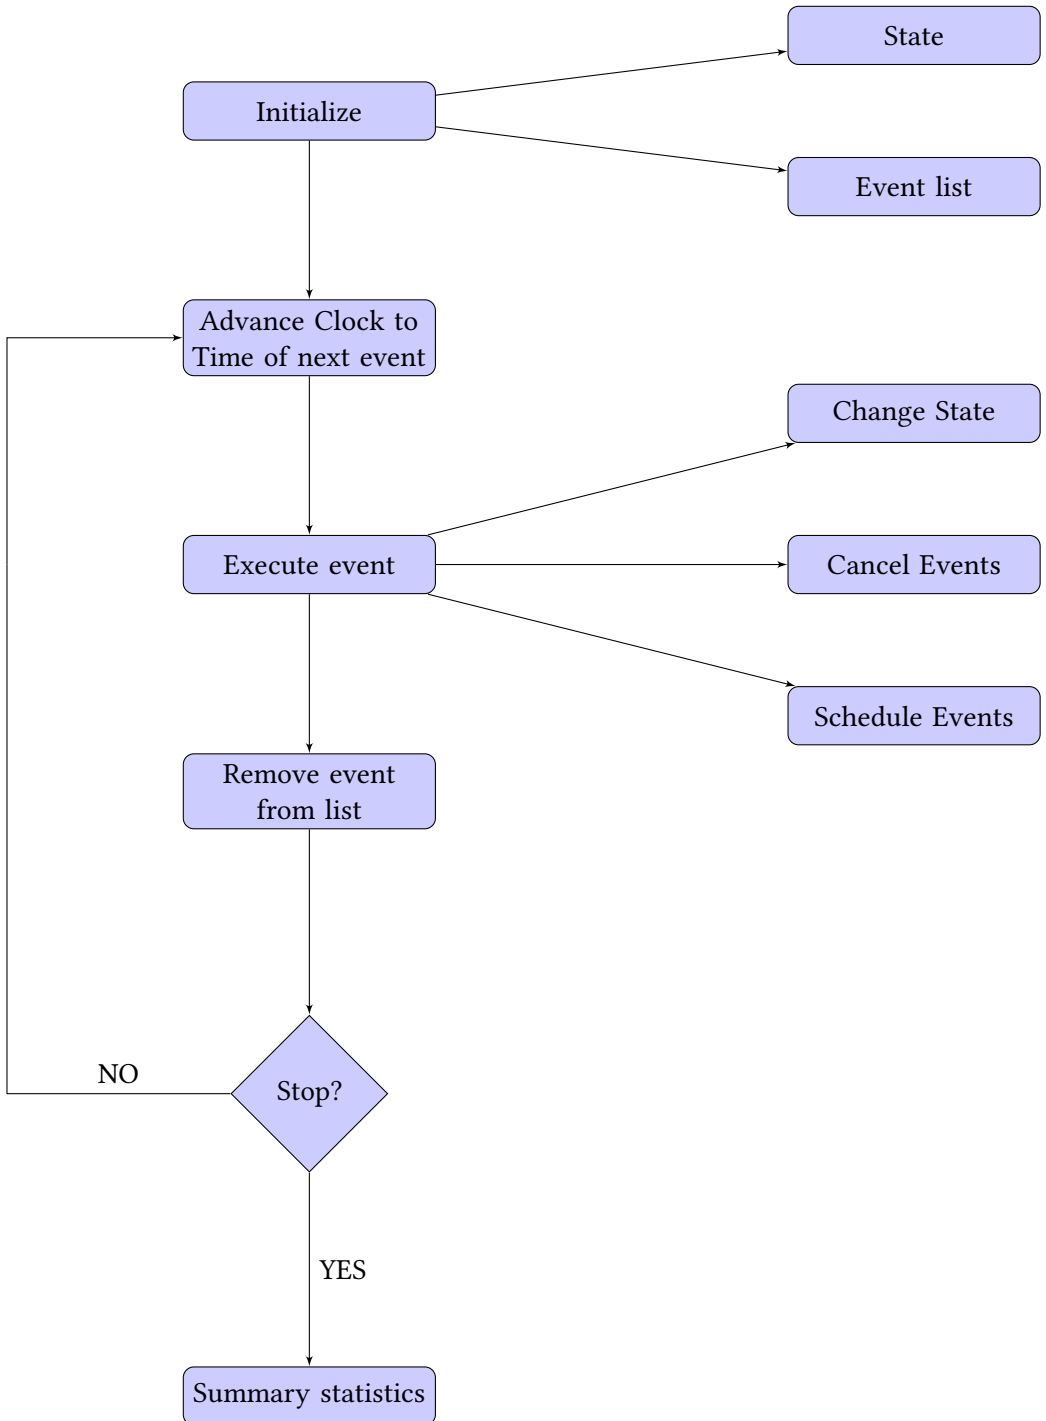 State
Initialize
Event list
Advance Clock to
Time of next event
Change State
Execute event
Cancel Events
Schedule Events
Remove event
from list
NO
Stop?
YES
Summary statistics